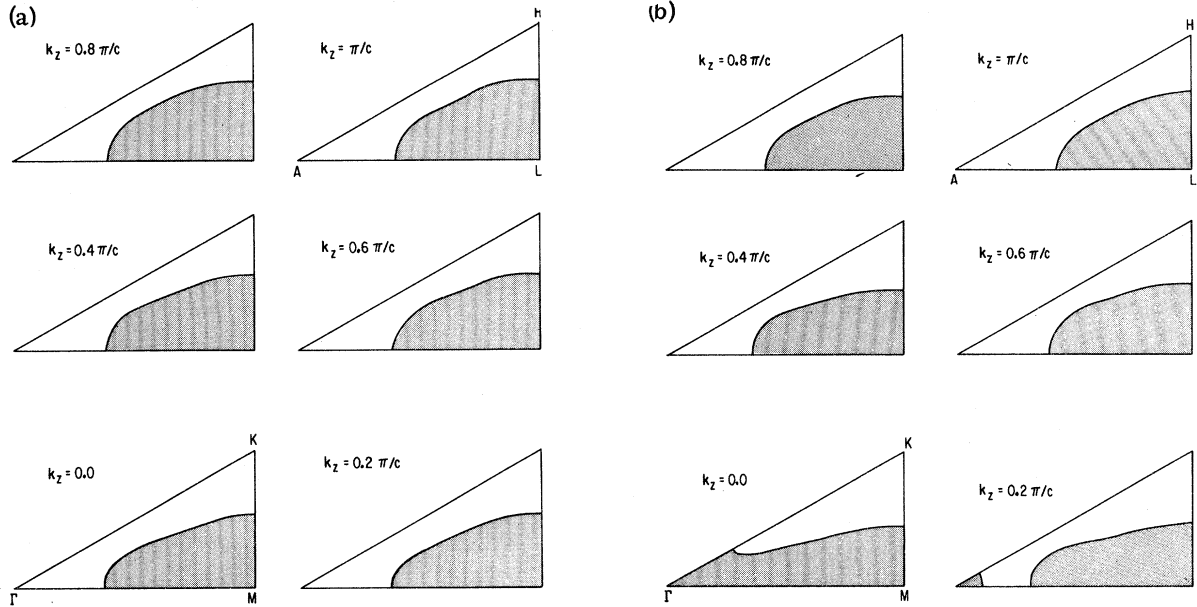 (a)
k_z = 0.8 π/c
k_z = π/c
H
A
L
k_z = 0.4 π/c
k_z = 0.6 π/c
k_z = 0.0
K
Γ
M
k_z = 0.2 π/c
(b)
k_z = 0.8 π/c
k_z = π/c
H
A
L
k_z = 0.4 π/c
k_z = 0.6 π/c
k_z = 0.0
K
Γ
M
k_z = 0.2 π/c